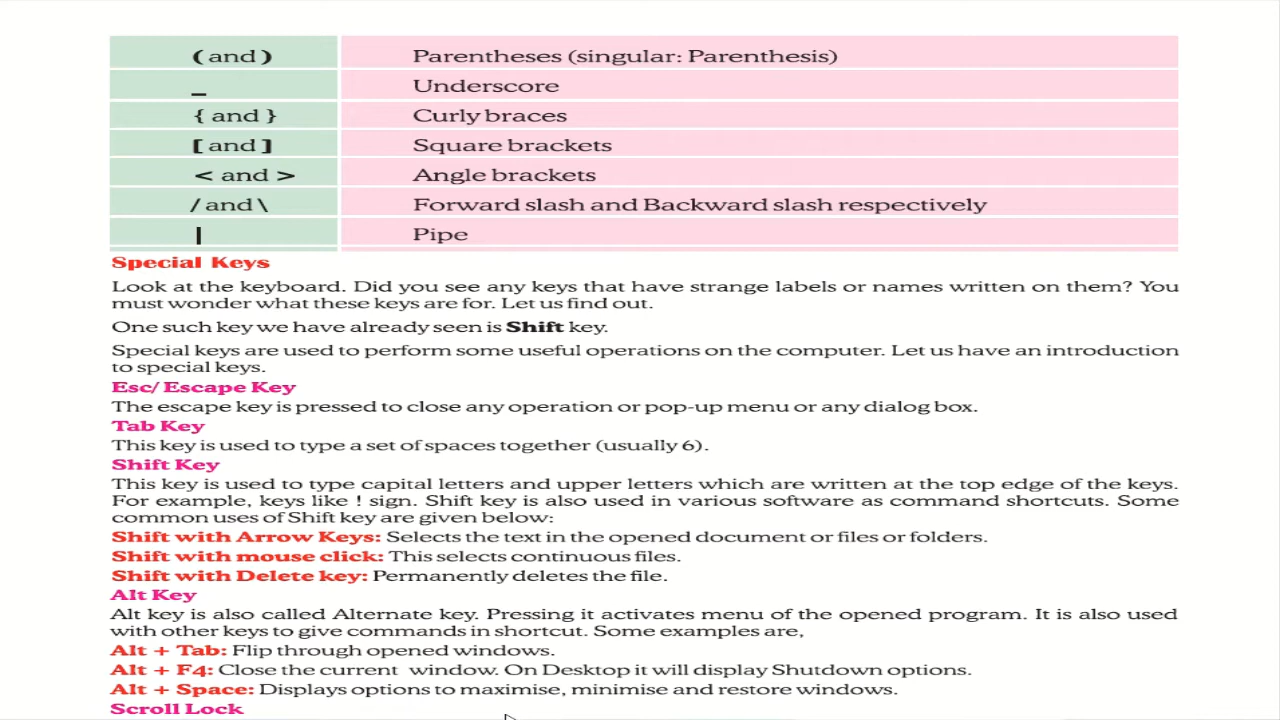 ( and )    Parentheses (singular: Parenthesis)
_    Underscore
{ and }    Curly braces
[ and ]    Square brackets
< and >    Angle brackets
/ and \    Forward slash and Backward slash respectively
|    Pipe
Special Keys
Look at the keyboard. Did you see any keys that have strange labels or names written on them? You
must wonder what these keys are for. Let us find out.
One such key we have already seen is Shift key.
Special keys are used to perform some useful operations on the computer. Let us have an introduction
to special keys.
Esc/ Escape Key
The escape key is pressed to close any operation or pop-up menu or any dialog box.
Tab Key
This key is used to type a set of spaces together (usually 6).
Shift Key
This key is used to type capital letters and upper letters which are written at the top edge of the keys.
For example, keys like ! sign. Shift key is also used in various software as command shortcuts. Some
common uses of Shift key are given below:
Shift with Arrow Keys: Selects the text in the opened document or files or folders.
Shift with mouse click: This selects continuous files.
Shift with Delete key: Permanently deletes the file.
Alt Key
Alt key is also called Alternate key. Pressing it activates menu of the opened program. It is also used
with other keys to give commands in shortcut. Some examples are,
Alt + Tab: Flip through opened windows.
Alt + F4: Close the current window. On Desktop it will display Shutdown options.
Alt + Space: Displays options to maximise, minimise and restore windows.
Scroll Lock